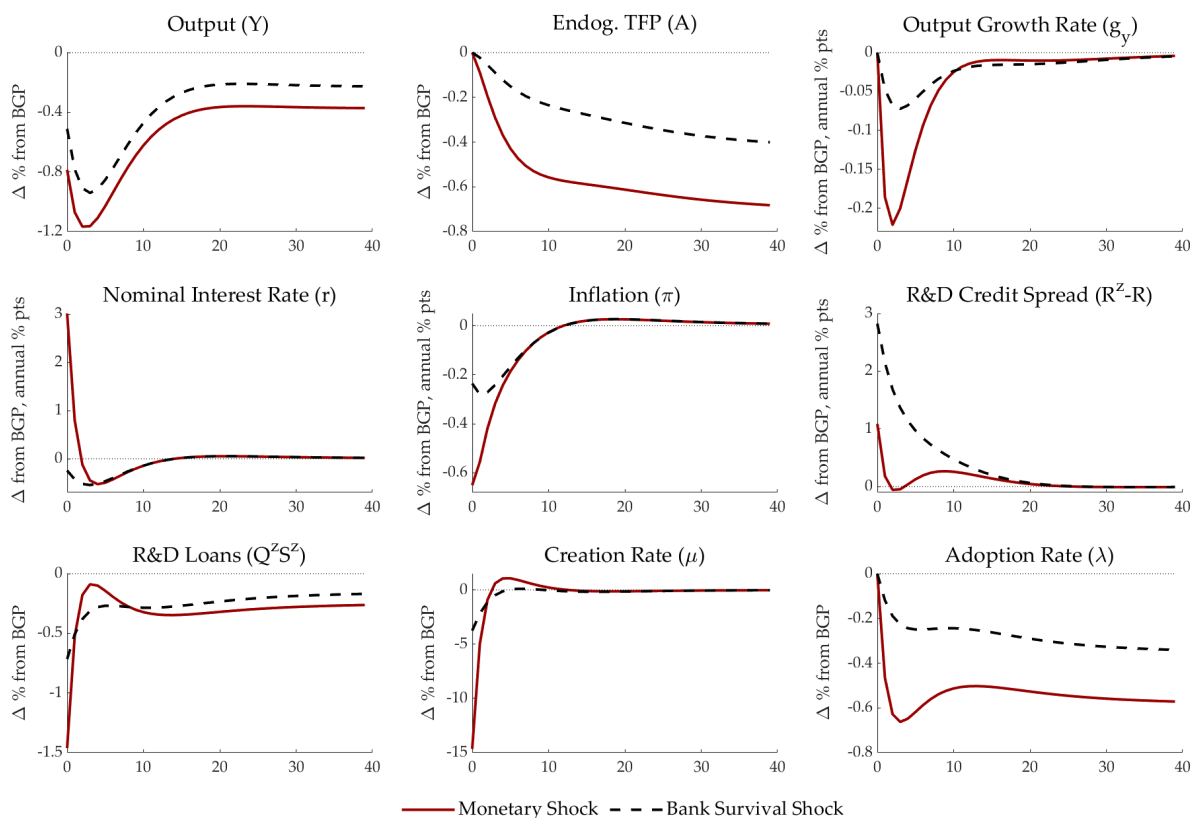 Output (Y)
Endog. TFP (A)
Output Growth Rate (g_y)
Δ % from BGP
0
-0.4
-0.8
-1.2
0 10 20 30 40
Δ % from BGP
0
-0.2
-0.4
-0.6
-0.8
0 10 20 30 40
Δ % from BGP, annual % pts
0
-0.05
-0.1
-0.15
-0.2
0 10 20 30 40
Nominal Interest Rate (r)
Inflation (π)
R&D Credit Spread (R^z-R)
Δ from BGP, annual % pts
3
2
1
0
0 10 20 30 40
Δ % from BGP, annual % pts
0
-0.2
-0.4
-0.6
0 10 20 30 40
Δ from BGP, annual % pts
3
2
1
0
0 10 20 30 40
R&D Loans (Q^zS^z)
Creation Rate (μ)
Adoption Rate (λ)
Δ % from BGP
0
-0.5
-1
-1.5
0 10 20 30 40
Δ % from BGP
0
-5
-10
-15
0 10 20 30 40
Δ % from BGP
0
-0.2
-0.4
-0.6
-0.8
0 10 20 30 40
Monetary Shock Bank Survival Shock